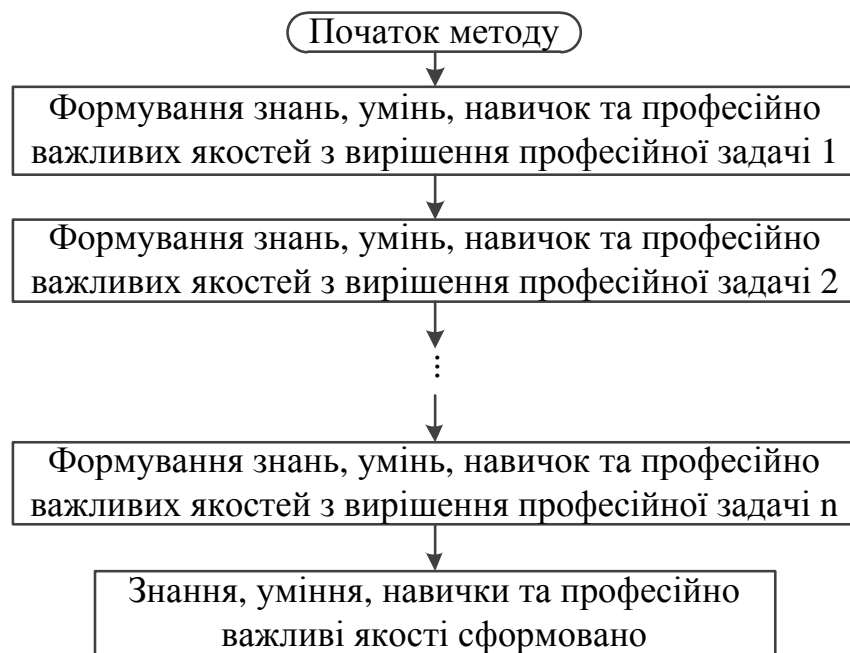 Початок методу
Формування знань, умінь, навичок та професійно
важливих якостей з вирішення професійної задачі 1
Формування знань, умінь, навичок та професійно
важливих якостей з вирішення професійної задачі 2
...
Формування знань, умінь, навичок та професійно
важливих якостей з вирішення професійної задачі n
Знання, уміння, навички та професійно
важливі якості сформовано